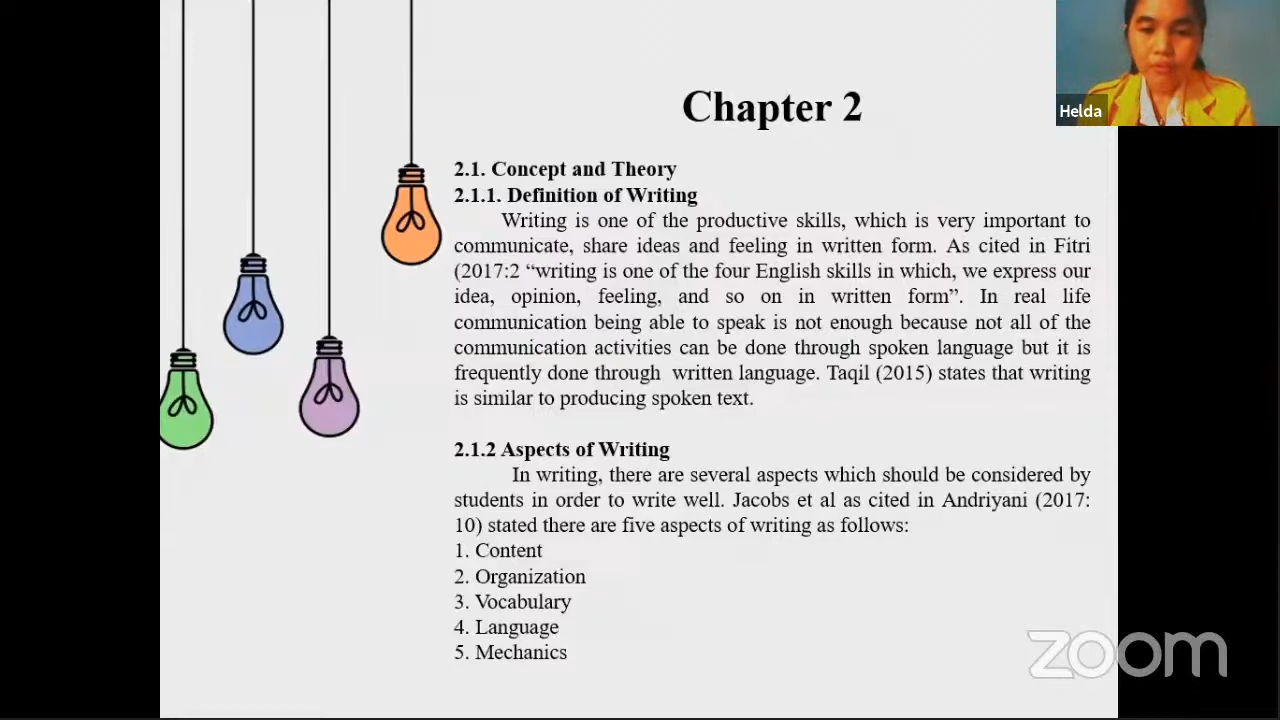 Helda
Chapter 2
2.1. Concept and Theory
2.1.1. Definition of Writing
Writing is one of the productive skills, which is very important to
communicate, share ideas and feeling in written form. As cited in Fitri
(2017:2 “writing is one of the four English skills in which, we express our
idea, opinion, feeling, and so on in written form”. In real life
communication being able to speak is not enough because not all of the
communication activities can be done through spoken language but it is
frequently done through written language. Taqil (2015) states that writing
is similar to producing spoken text.
2.1.2 Aspects of Writing
In writing, there are several aspects which should be considered by
students in order to write well. Jacobs et al as cited in Andriyani (2017:
10) stated there are five aspects of writing as follows:
1. Content
2. Organization
3. Vocabulary
4. Language
5. Mechanics
zoom